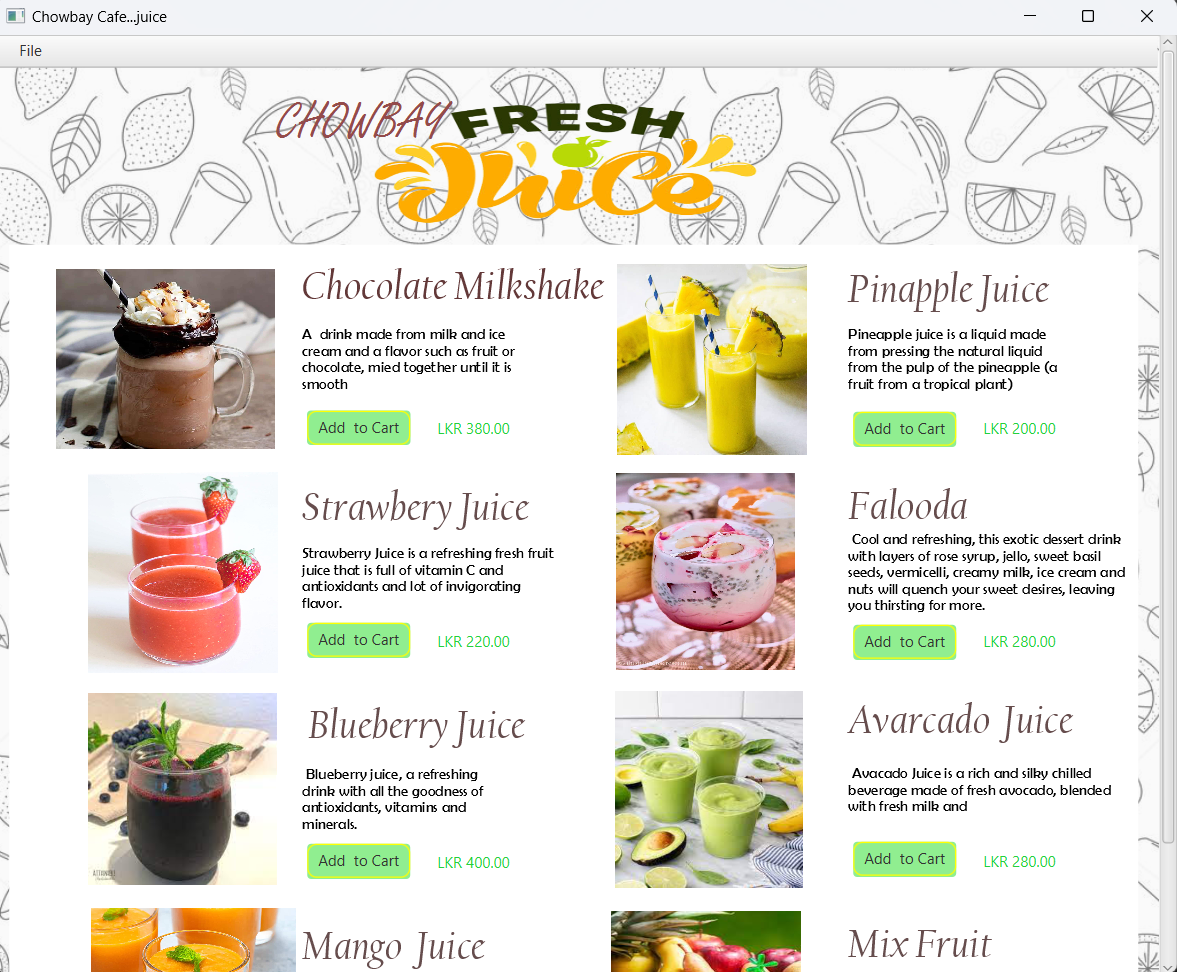 Chowbay Cafe...juice
File
CHOWBAY FRESH
Juice
Chocolate Milkshake
A drink made from milk and ice
cream and a flavor such as fruit or
chocolate, mied together until it is
smooth
Add to Cart LKR 380.00
Pinapple Juice
Pineapple juice is a liquid made
from pressing the natural liquid
from the pulp of the pineapple (a
fruit from a tropical plant)
Add to Cart LKR 200.00
Strawbery Juice
Strawberry Juice is a refreshing fresh fruit
juice that is full of vitamin C and
antioxidants and lot of invigorating
flavor.
Add to Cart LKR 220.00
Falooda
Cool and refreshing, this exotic dessert drink
with layers of rose syrup, jello, sweet basil
seeds, vermicelli, creamy milk, ice cream and
nuts will quench your sweet desires, leaving
you thirsting for more.
Add to Cart LKR 280.00
Blueberry Juice
Blueberry juice, a refreshing
drink with all the goodness of
antioxidants, vitamins and
minerals.
Add to Cart LKR 400.00
Avarcado Juice
Avacado Juice is a rich and silky chilled
beverage made of fresh avocado, blended
with fresh milk and
Add to Cart LKR 280.00
Mango Juice
Mix Fruit